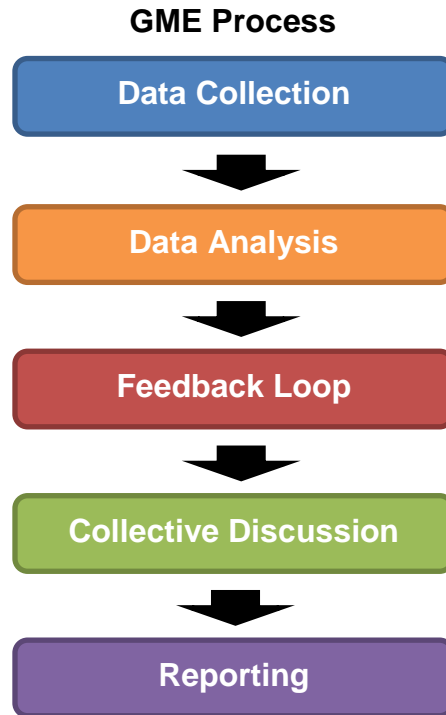 GME Process
Data Collection
Data Analysis
Feedback Loop
Collective Discussion
Reporting